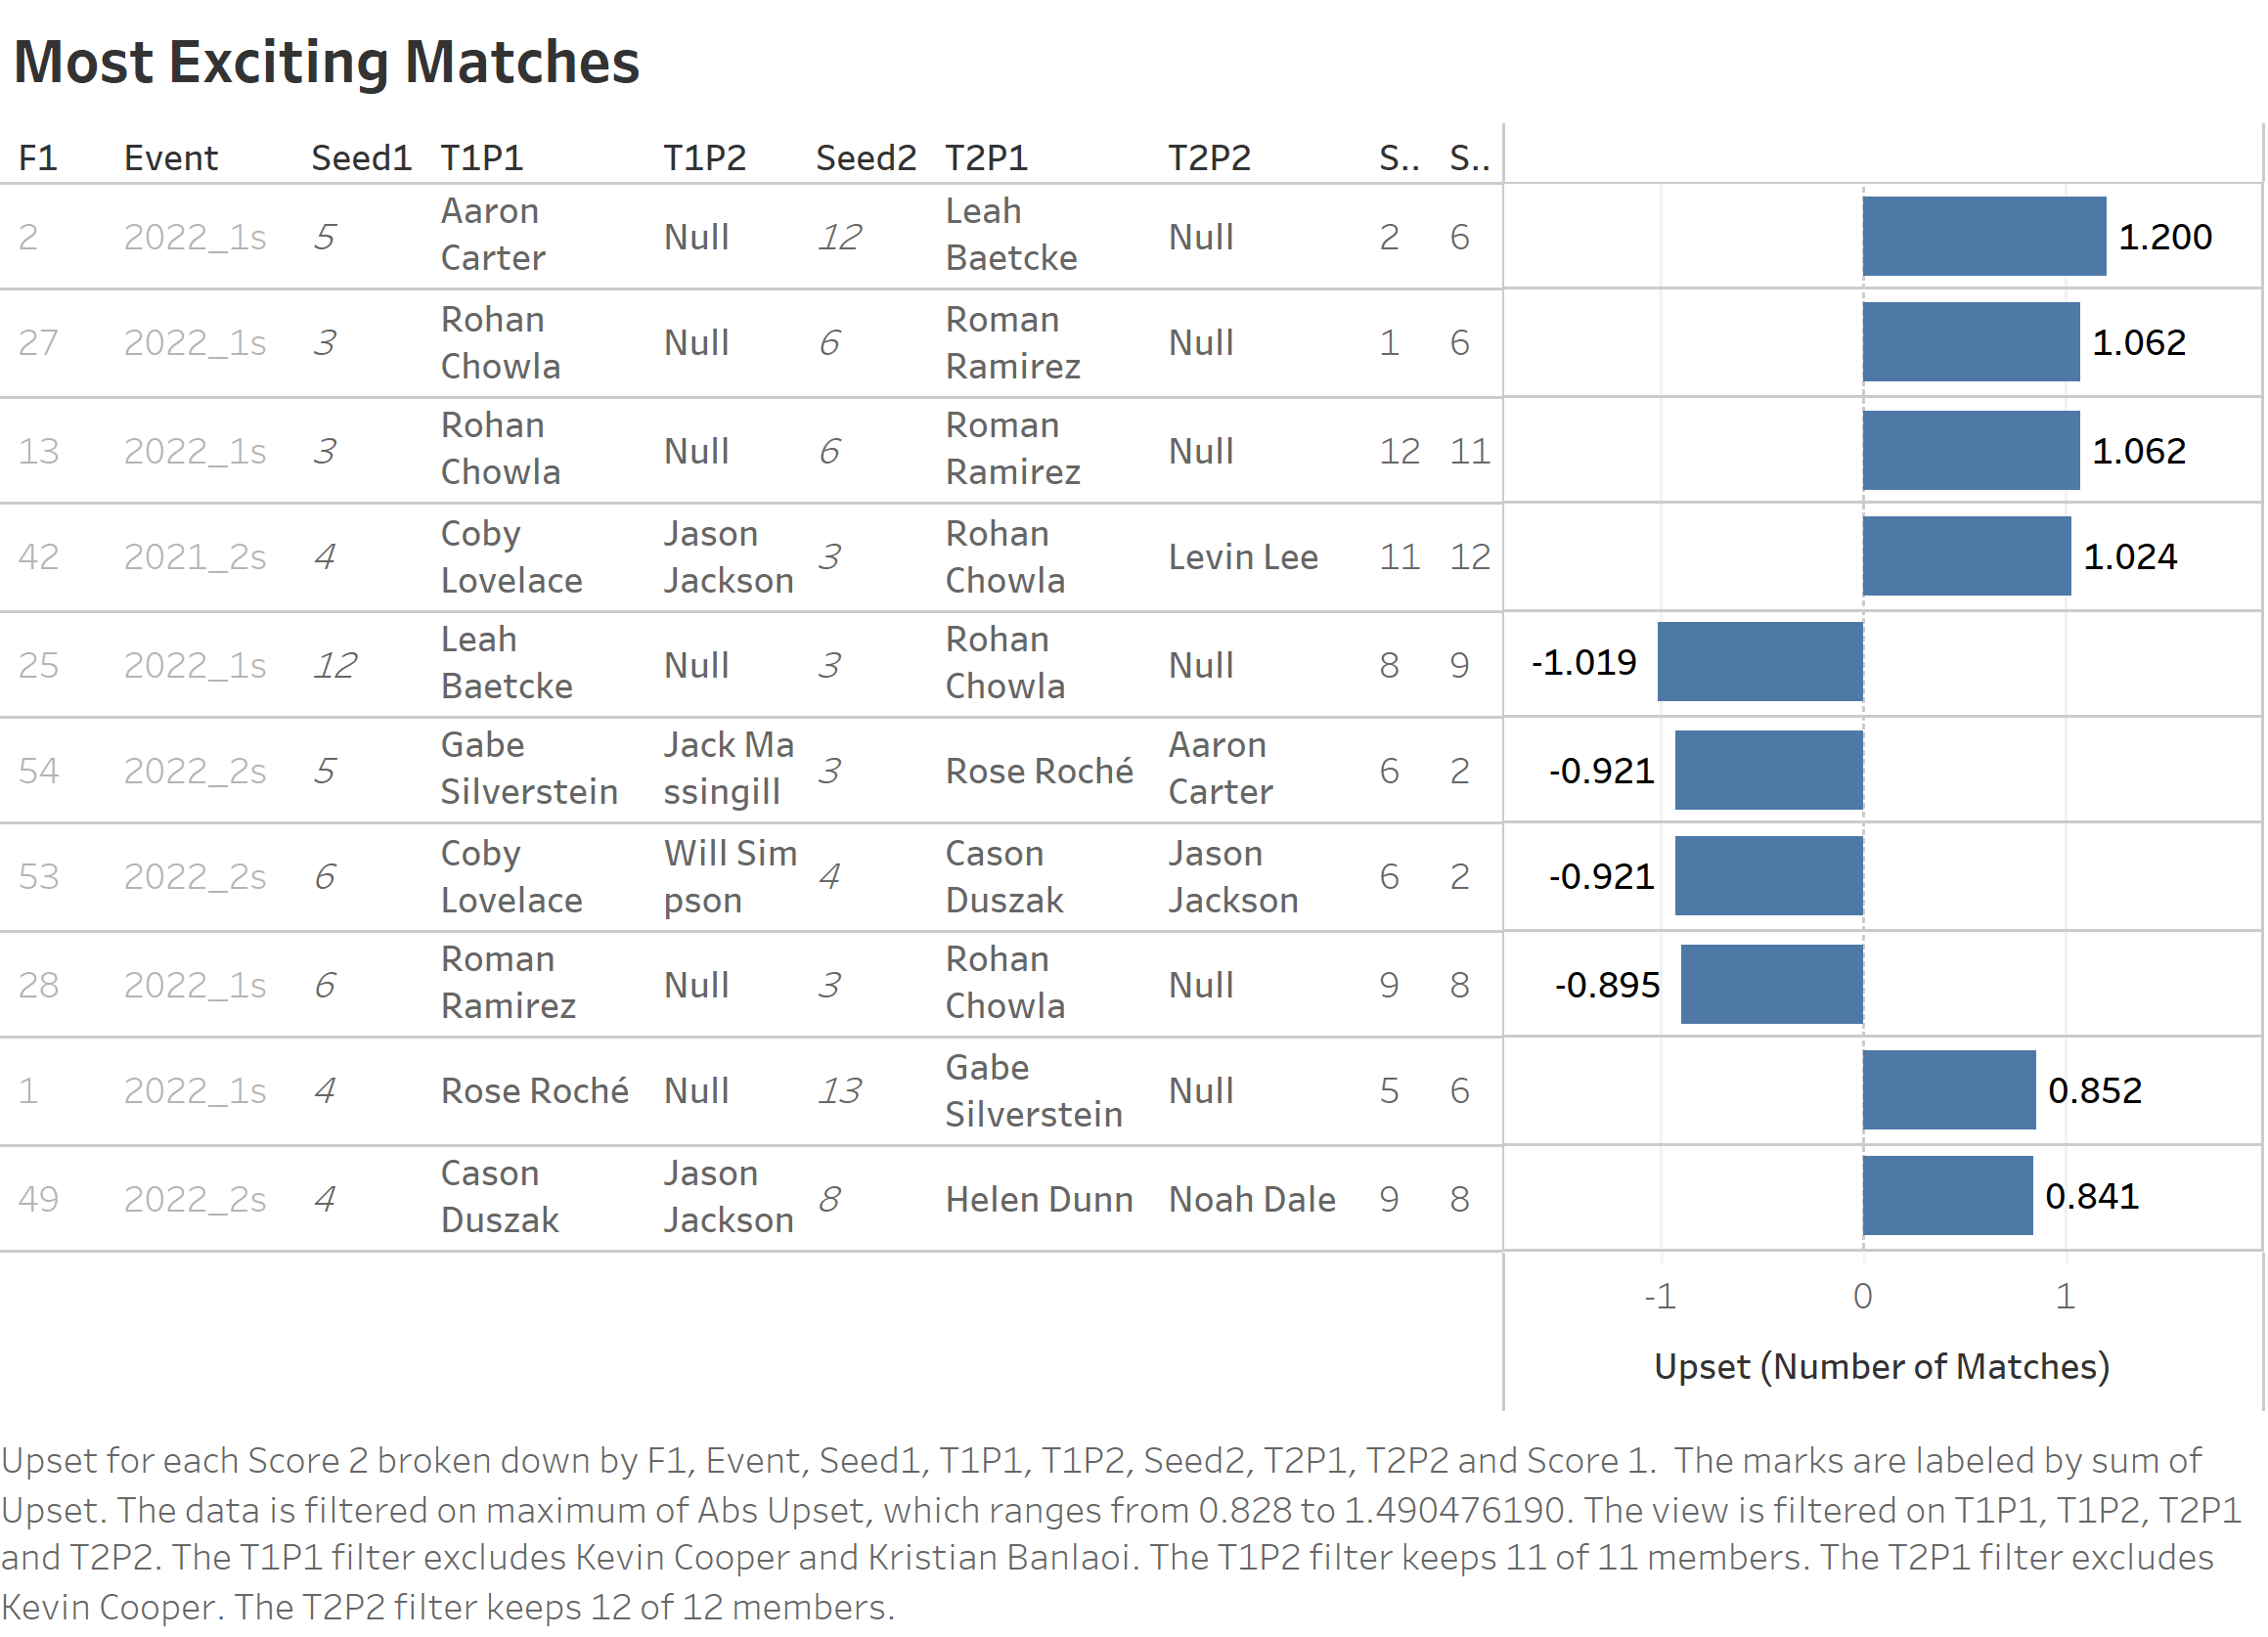 Most Exciting Matches
F1 Event Seed1 T1P1 T1P2 Seed2 T2P1 T2P2 S.. S..
2 2022_1s 5 Aaron Carter Null 12 Leah Baetcke Null 2 6 1.200
27 2022_1s 3 Rohan Chowla Null 6 Roman Ramirez Null 1 6 1.062
13 2022_1s 3 Rohan Chowla Null 6 Roman Ramirez Null 12 11 1.062
42 2021_2s 4 Coby Lovelace Jason Jackson 3 Rohan Chowla Levin Lee 11 12 1.024
25 2022_1s 12 Leah Baetcke Null 3 Rohan Chowla Null 8 9 -1.019
54 2022_2s 5 Gabe Silverstein Jack Ma ssingill 3 Rose Roché Aaron Carter 6 2 -0.921
53 2022_2s 6 Coby Lovelace Will Sim pson 4 Cason Duszak Jason Jackson 6 2 -0.921
28 2022_1s 6 Roman Ramirez Null 3 Rohan Chowla Null 9 8 -0.895
1 2022_1s 4 Rose Roché Null 13 Gabe Silverstein Null 5 6 0.852
49 2022_2s 4 Cason Duszak Jason Jackson 8 Helen Dunn Noah Dale 9 8 0.841
-1 0 1
Upset (Number of Matches)
Upset for each Score 2 broken down by F1, Event, Seed1, T1P1, T1P2, Seed2, T2P1, T2P2 and Score 1. The marks are labeled by sum of
Upset. The data is filtered on maximum of Abs Upset, which ranges from 0.828 to 1.490476190. The view is filtered on T1P1, T1P2, T2P1
and T2P2. The T1P1 filter excludes Kevin Cooper and Kristian Banlaoi. The T1P2 filter keeps 11 of 11 members. The T2P1 filter excludes
Kevin Cooper. The T2P2 filter keeps 12 of 12 members.